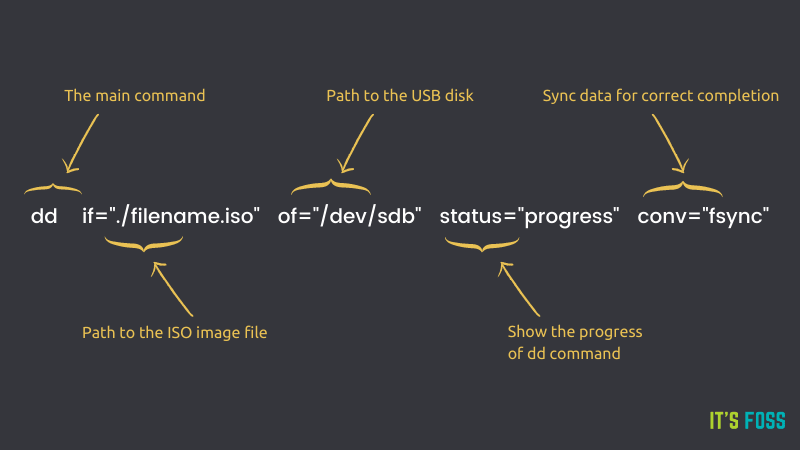 The main command
Path to the USB disk
Sync data for correct completion
dd if="./filename.iso" of="/dev/sdb" status="progress" conv="fsync"
Path to the ISO image file
Show the progress
of dd command
IT'S FOSS